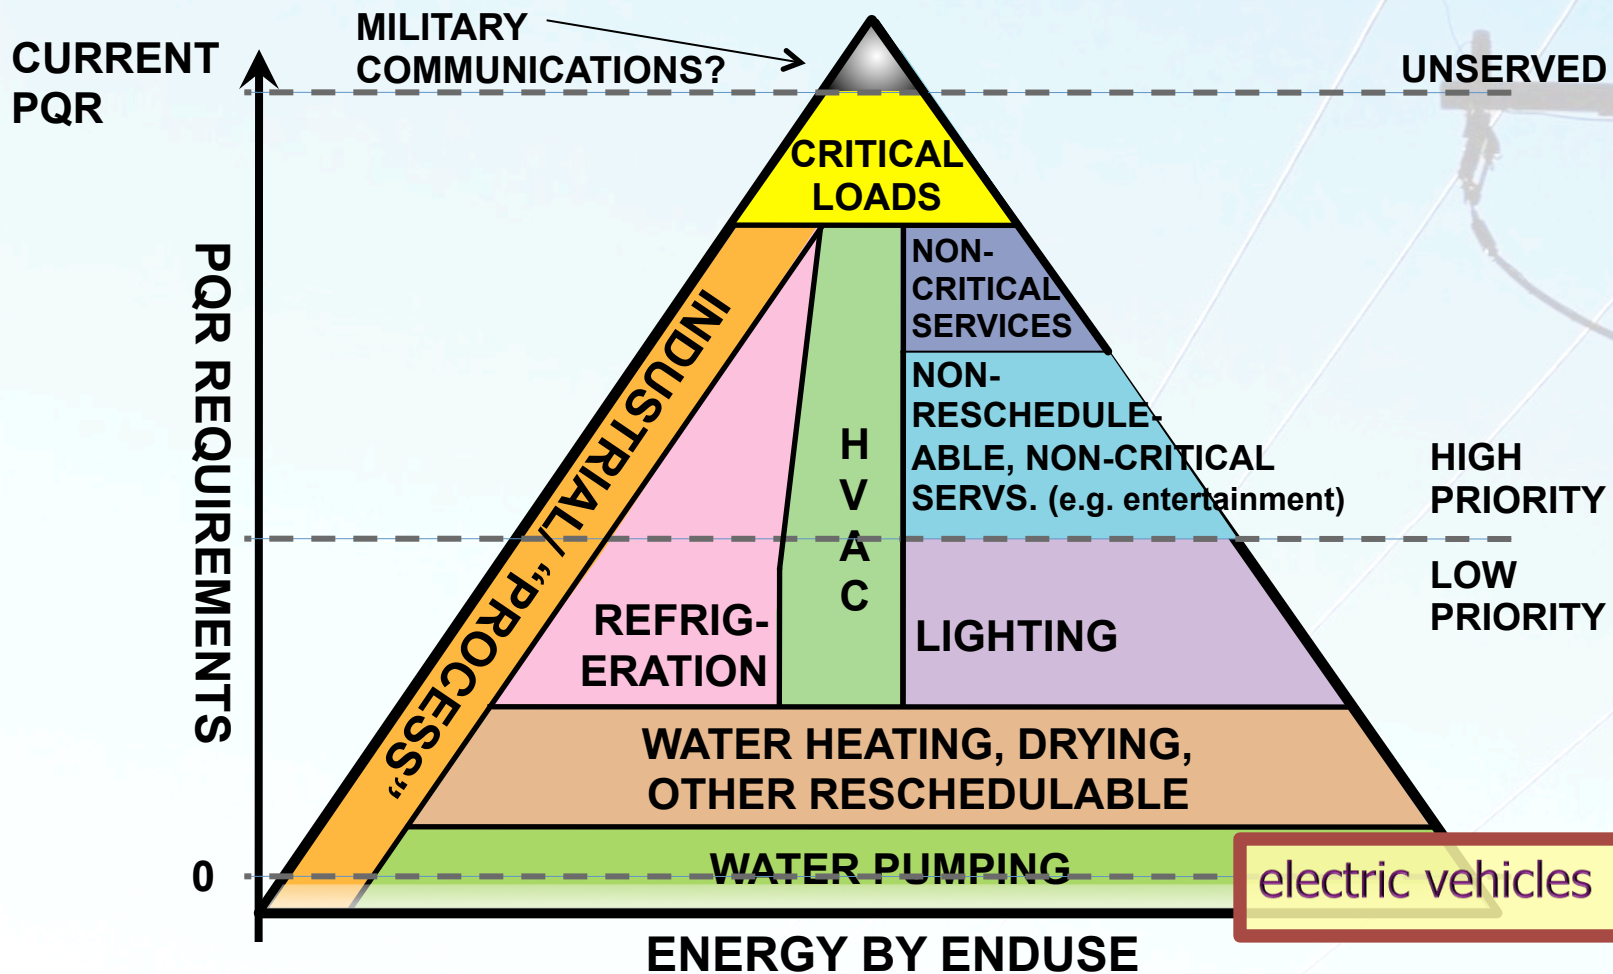 MILITARY
COMMUNICATIONS?
CURRENT
PQR
UNSERVED
CRITICAL
LOADS
PQR REQUIREMENTS
INDUSTRIAL/ “PROCESS”
NON-
CRITICAL
SERVICES
NON-
RESCHEDULE-
ABLE, NON-CRITICAL
SERVS. (e.g. entertainment)
H
V
A
C
HIGH
PRIORITY
LOW
PRIORITY
REFRIG-
ERATION
LIGHTING
WATER HEATING, DRYING,
OTHER RESCHEDULABLE
0
WATER PUMPING
electric vehicles
ENERGY BY ENDUSE